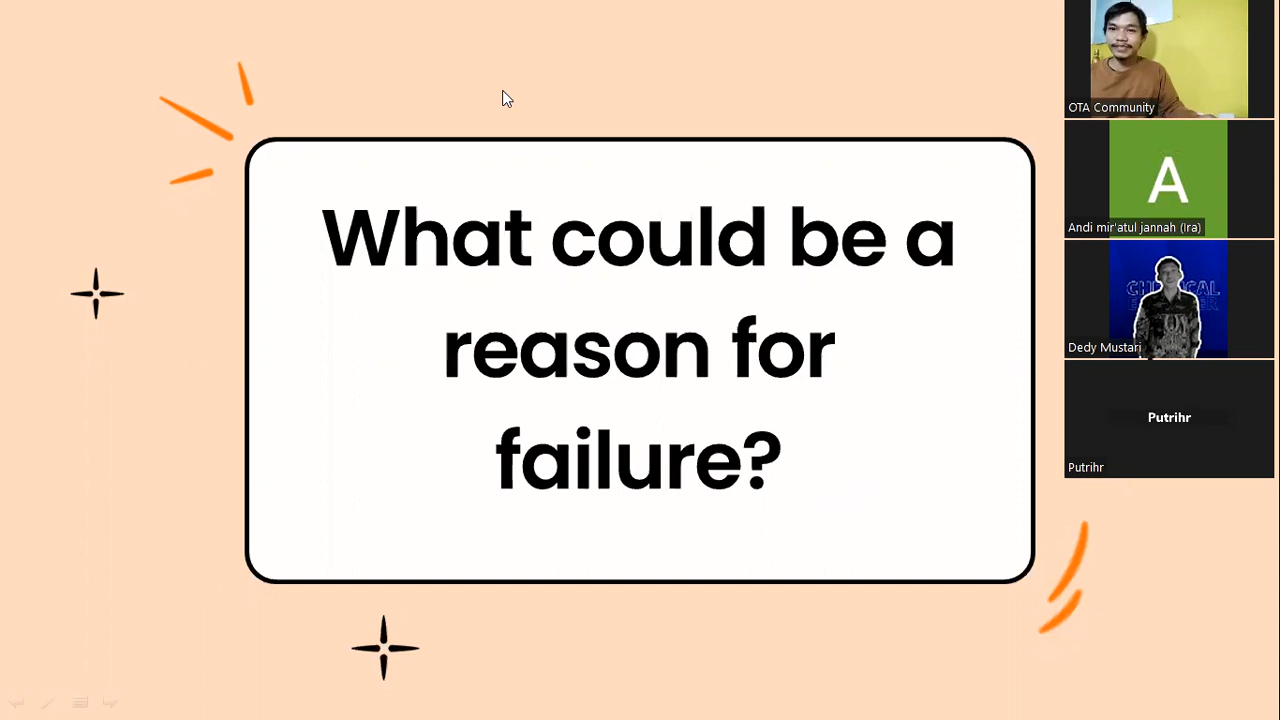 What could be a
reason for
failure?
OTA Community
A
Andi mir'atul jannah (Ira)
Dedy Mustari
Putrihr
Putrihr